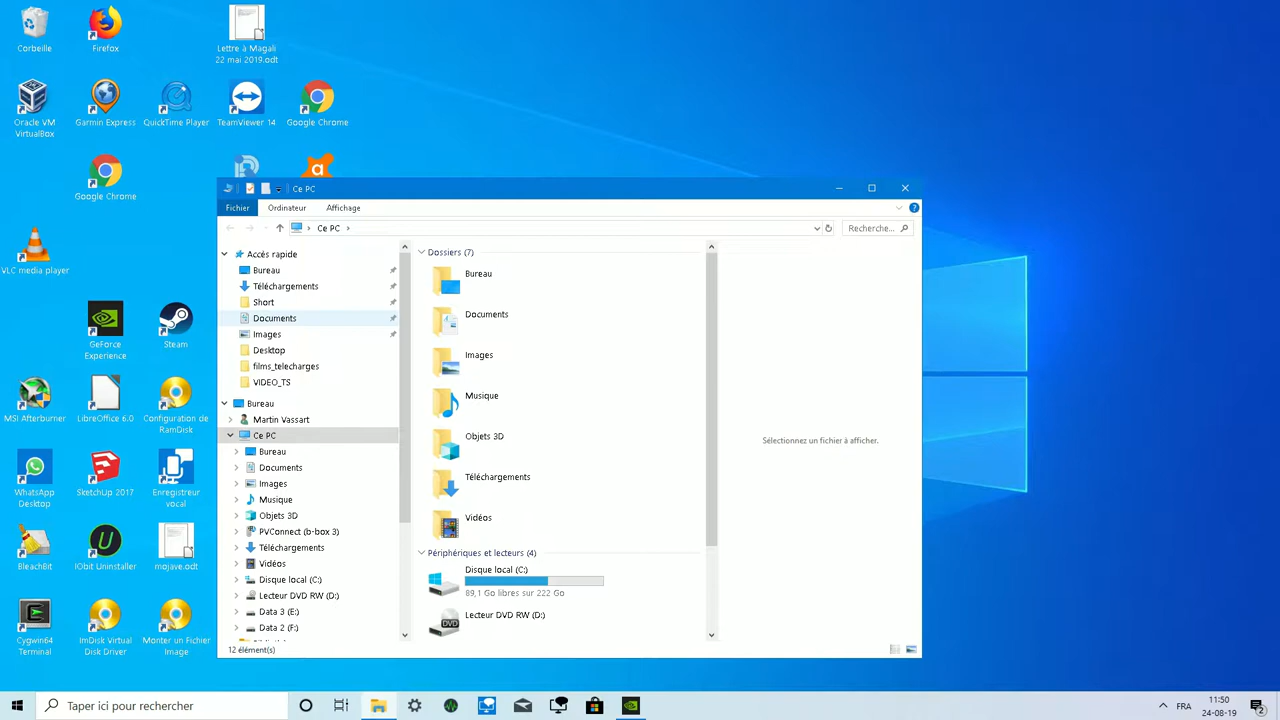 Corbeille
Firefox
Lettre à Magali
22 mai 2019.odt
Oracle VM
VirtualBox
Garmin Express
QuickTime Player
TeamViewer 14
Google Chrome
Google Chrome
VLC media player
GeForce
Experience
Steam
MSI Afterburner
LibreOffice 6.0
Configuration de
RamDisk
WhatsApp
Desktop
SketchUp 2017
Enregistreur
vocal
BleachBit
IObit Uninstaller
mojave.odt
Cygwin64
Terminal
ImDisk Virtual
Disk Driver
Monter un Fichier
Image
Ce PC
Fichier
Ordinateur
Affichage
Ce PC
Recherche...
Accès rapide
Bureau
Téléchargements
Short
Documents
Images
Desktop
films_telecharges
VIDEO_TS
Bureau
Martin Vassart
Ce PC
Bureau
Documents
Images
Musique
Objets 3D
PVConnect (b-box 3)
Téléchargements
Vidéos
Disque local (C:)
Lecteur DVD RW (D:)
Data 3 (E:)
Data 2 (F:)
Dossiers (7)
Bureau
Documents
Images
Musique
Objets 3D
Téléchargements
Vidéos
Périphériques et lecteurs (4)
Disque local (C:)
89,1 Go libres sur 222 Go
DVD
Lecteur DVD RW (D:)
Sélectionnez un fichier à afficher.
12 élément(s)
Taper ici pour rechercher
FRA
11:50
24-08-19
2